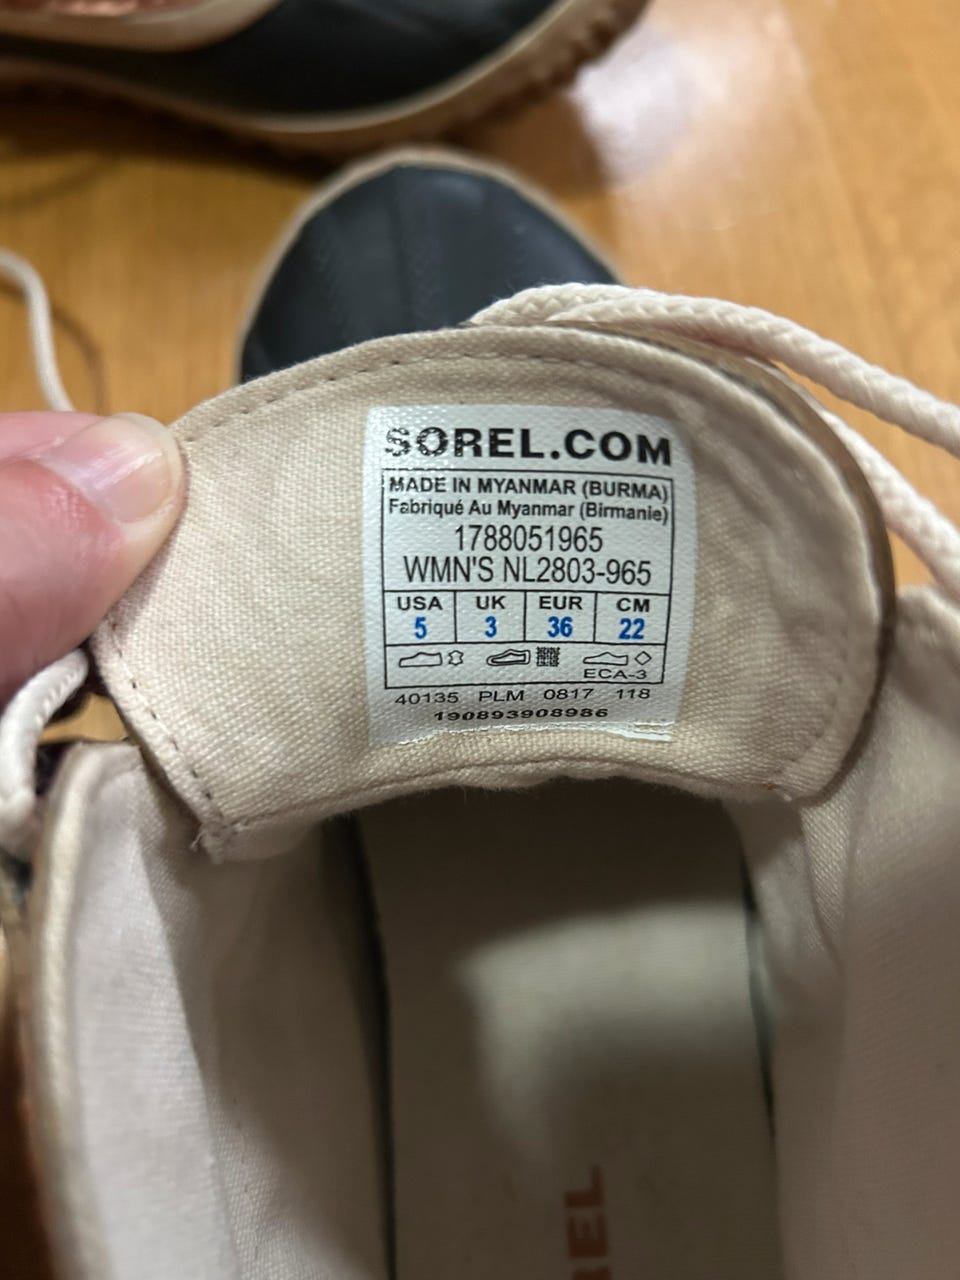 SOREL.COM
MADE IN MYANMAR (BURMA)
Fabriqué Au Myanmar (Birmanie)
1788051965
WMN'S NL2803-965
USA UK EUR CM
5 3 36 22
ECA-3
40135 PLM 0817 118
190893908986
EL